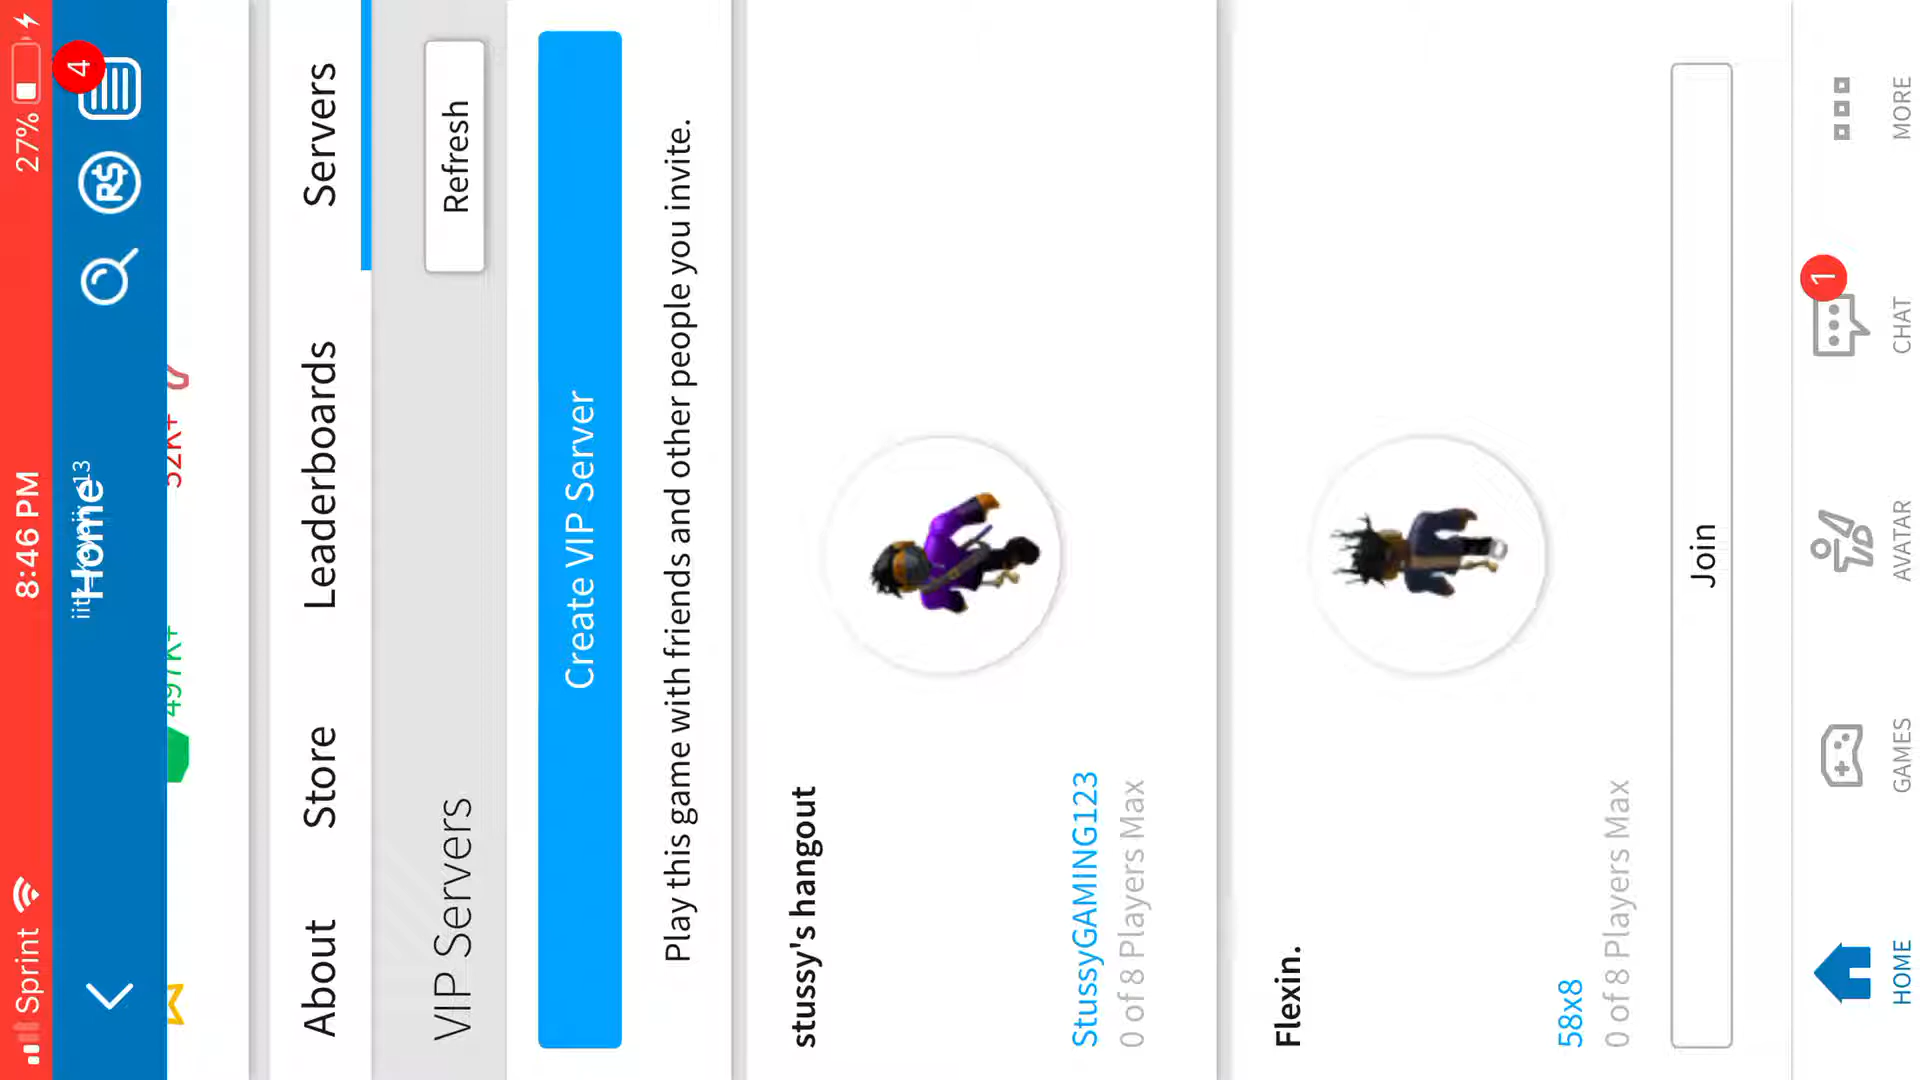 Sprint
8:46 PM
27%
Home
4
R$
497K+
52K+
About
Store
Leaderboards
Servers
VIP Servers
Refresh
Create VIP Server
Play this game with friends and other people you invite.
stussy's hangout
StussyGAMING123
0 of 8 Players Max
Flexin.
58x8
0 of 8 Players Max
Join
HOME
GAMES
AVATAR
CHAT
1
MORE